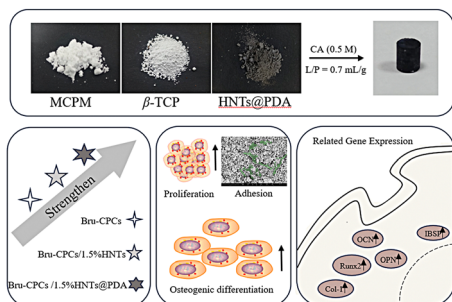 CA (0.5 M)
L/P = 0.7 mL/g
MCPM
β-TCP
HNTs@PDA
Strengthen
Bru-CPCs
Bru-CPCs/1.5%HNTs
Bru-CPCs /1.5%HNTs@PDA
Proliferation
Adhesion
Osteogenic differentiation
Related Gene Expression
OCN
IBSP
Runx2
OPN
Col-1